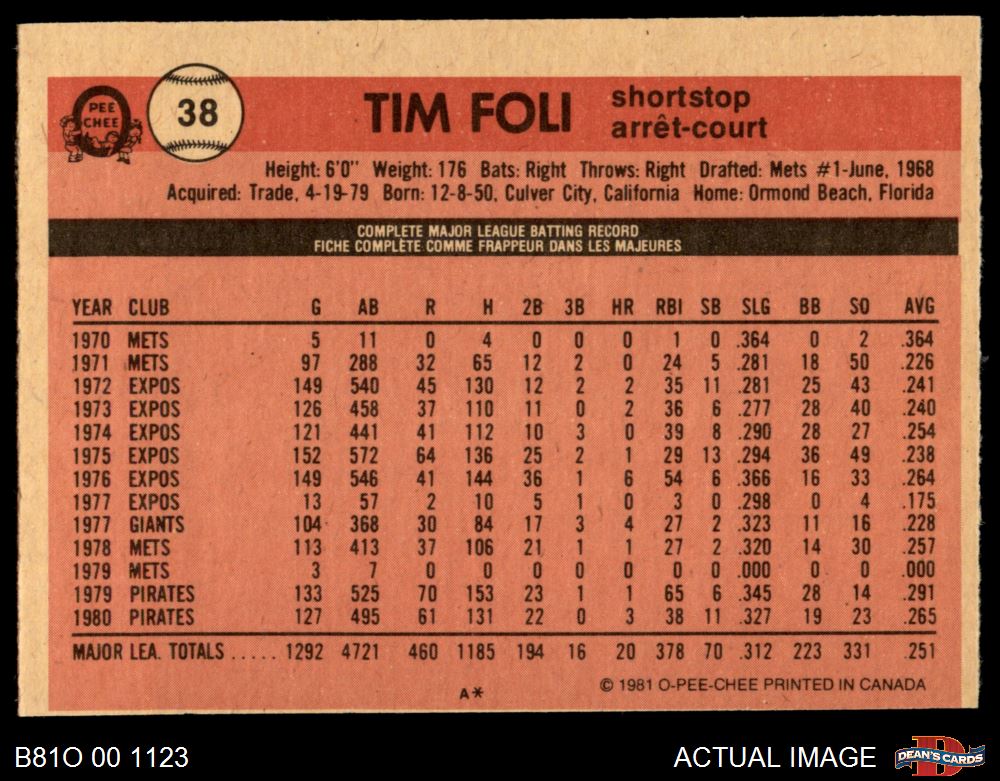 PEE
CHEE
38
TIM FOLI
shortstop
arrêt-court
Height: 6'0" Weight: 176 Bats: Right Throws: Right Drafted: Mets #1-June, 1968
Acquired: Trade, 4-19-79 Born: 12-8-50, Culver City, California Home: Ormond Beach, Florida
COMPLETE MAJOR LEAGUE BATTING RECORD
FICHE COMPLÈTE COMME FRAPPEUR DANS LES MAJEURES
YEAR CLUB G AB R H 2B 3B HR RBI SB SLG BB SO AVG
1970 METS 5 11 0 4 0 0 0 1 0 .364 0 2 .364
1971 METS 97 288 32 65 12 2 0 24 5 .281 18 50 .226
1972 EXPOS 149 540 45 130 12 2 2 35 11 .281 25 43 .241
1973 EXPOS 126 458 37 110 11 0 2 36 6 .277 28 40 .240
1974 EXPOS 121 441 41 112 10 3 0 39 8 .290 28 27 .254
1975 EXPOS 152 572 64 136 25 2 1 29 13 .294 36 49 .238
1976 EXPOS 149 546 41 144 36 1 6 54 6 .366 16 33 .264
1977 EXPOS 13 57 2 10 5 1 0 3 0 .298 0 4 .175
1977 GIANTS 104 368 30 84 17 3 4 27 2 .323 11 16 .228
1978 METS 113 413 37 106 21 1 1 27 2 .320 14 30 .257
1979 METS 3 7 0 0 0 0 0 0 0 .000 0 0 .000
1979 PIRATES 133 525 70 153 23 1 1 65 6 .345 28 14 .291
1980 PIRATES 127 495 61 131 22 0 3 38 11 .327 19 23 .265
MAJOR LEA. TOTALS ..... 1292 4721 460 1185 194 16 20 378 70 .312 223 331 .251
A* © 1981 O-PEE-CHEE PRINTED IN CANADA
B81O 00 1123
ACTUAL IMAGE
DEAN'S CARDS